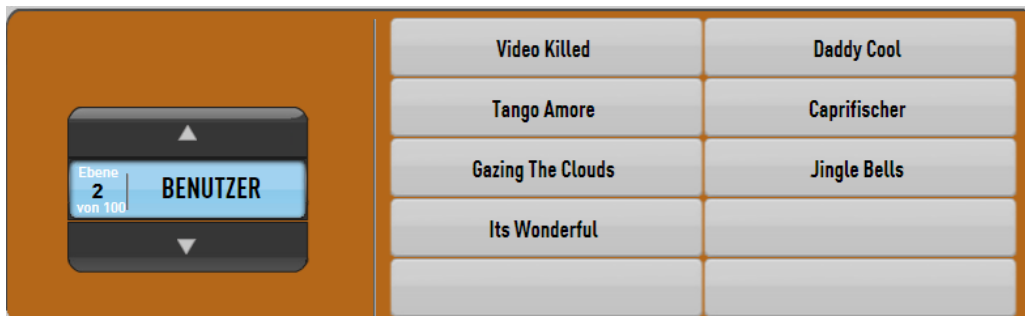 Ebene
2
von 100
BENUTZER
Video Killed
Daddy Cool
Tango Amore
Caprifischer
Gazing The Clouds
Jingle Bells
Its Wonderful